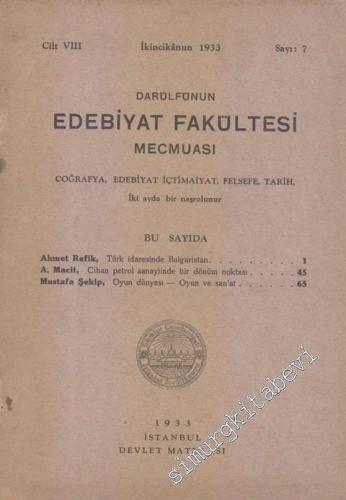 Cilt VIII İkincikânun 1933 Sayı: 7
DARÜLFÜNUN
EDEBİYAT FAKÜLTESİ
MECMUASI
COĞRAFYA, EDEBİYAT İÇTİMAİYAT, FELSEFE, TARİH,
İki ayda bir neşrolunur
BU SAYIDA
Ahmet Refik, Türk idaresinde Bulgaristan. . . . . . . . . . 1
A. Macit, Cihan petrol sanayiinde bir dönüm noktası . . . . . 45
Mustafa Şekip, Oyun dünyası — Oyun ve san'at . . . . . . . 65
1933
İSTANBUL
DEVLET MATBAASI
simurgkitabevi.com